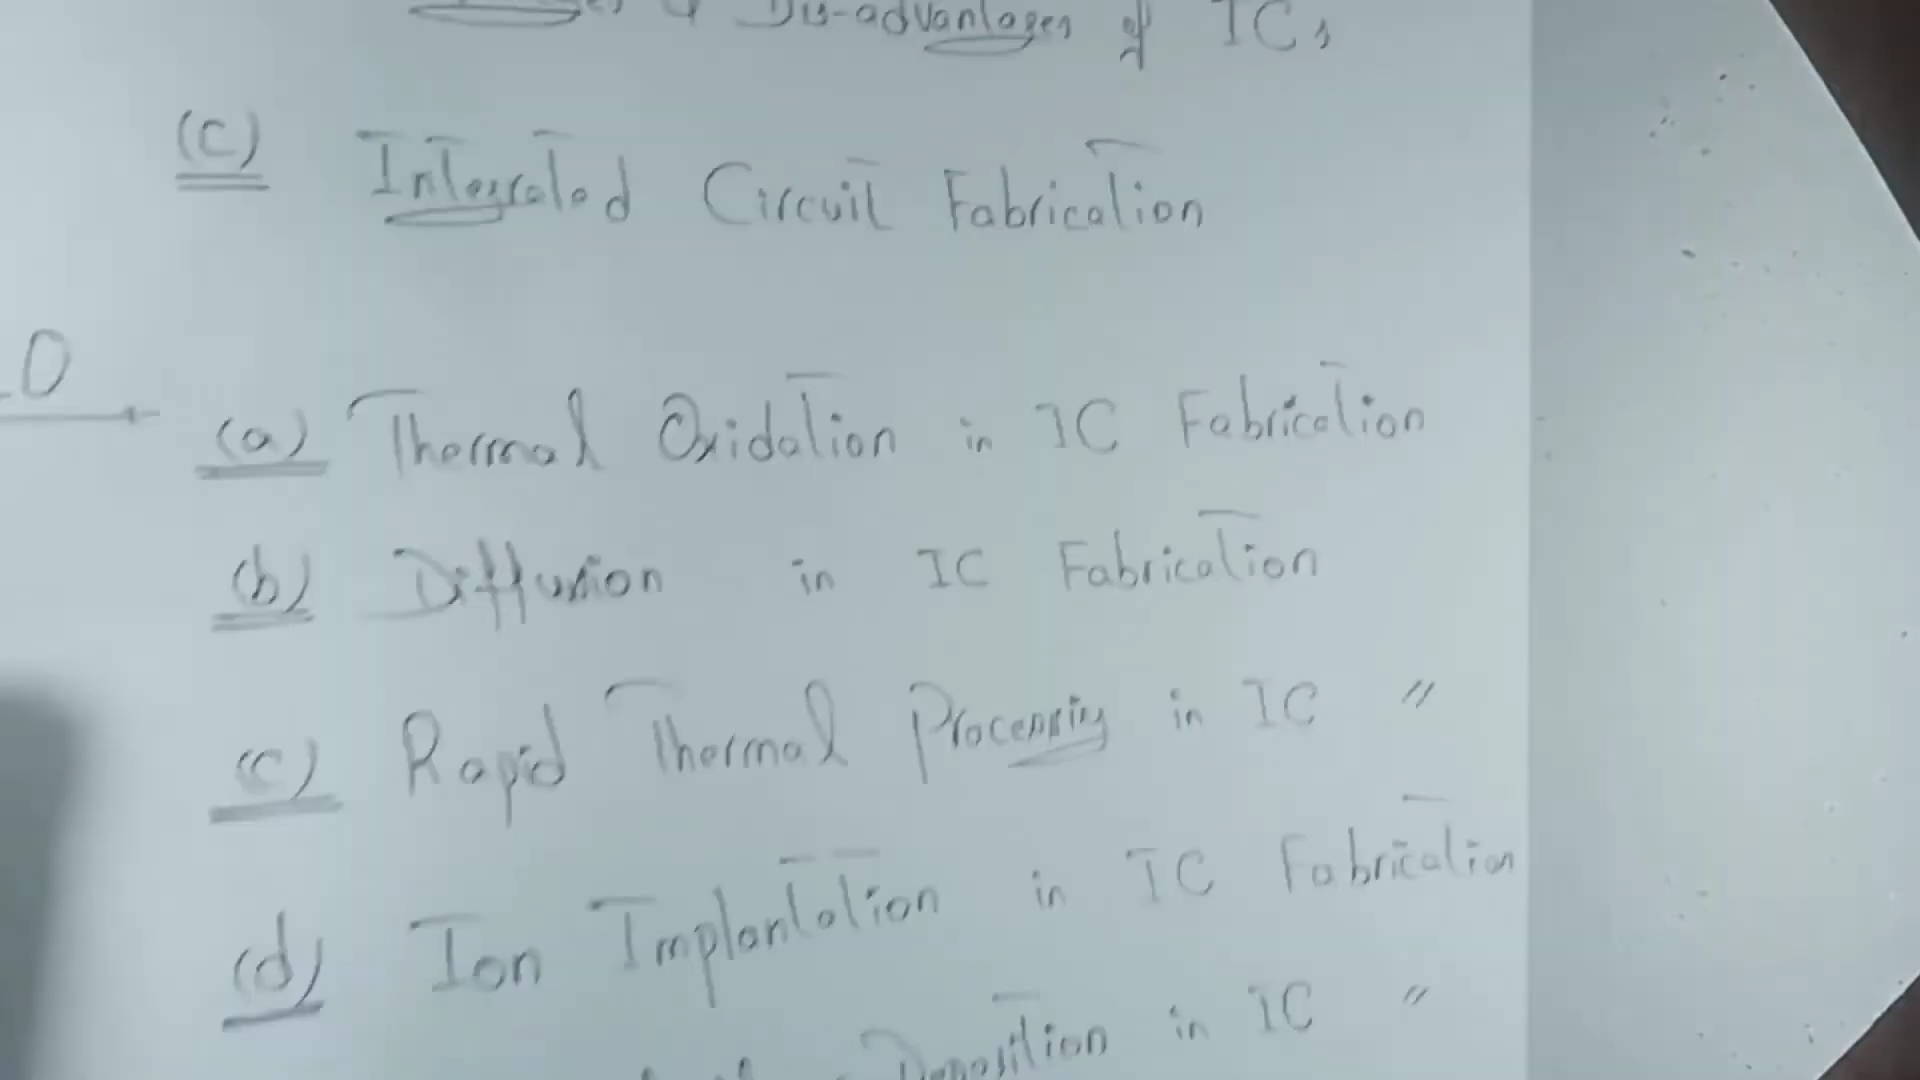 & Dis-advantages of ICs
(C) Integrated Circuit Fabrication
D
(a) Thermal Oxidation in IC Fabrication
(b) Diffusion in IC Fabrication
(c) Rapid Thermal Processing in IC "
(d) Ion Implantation in IC Fabrication
Deposition in IC "